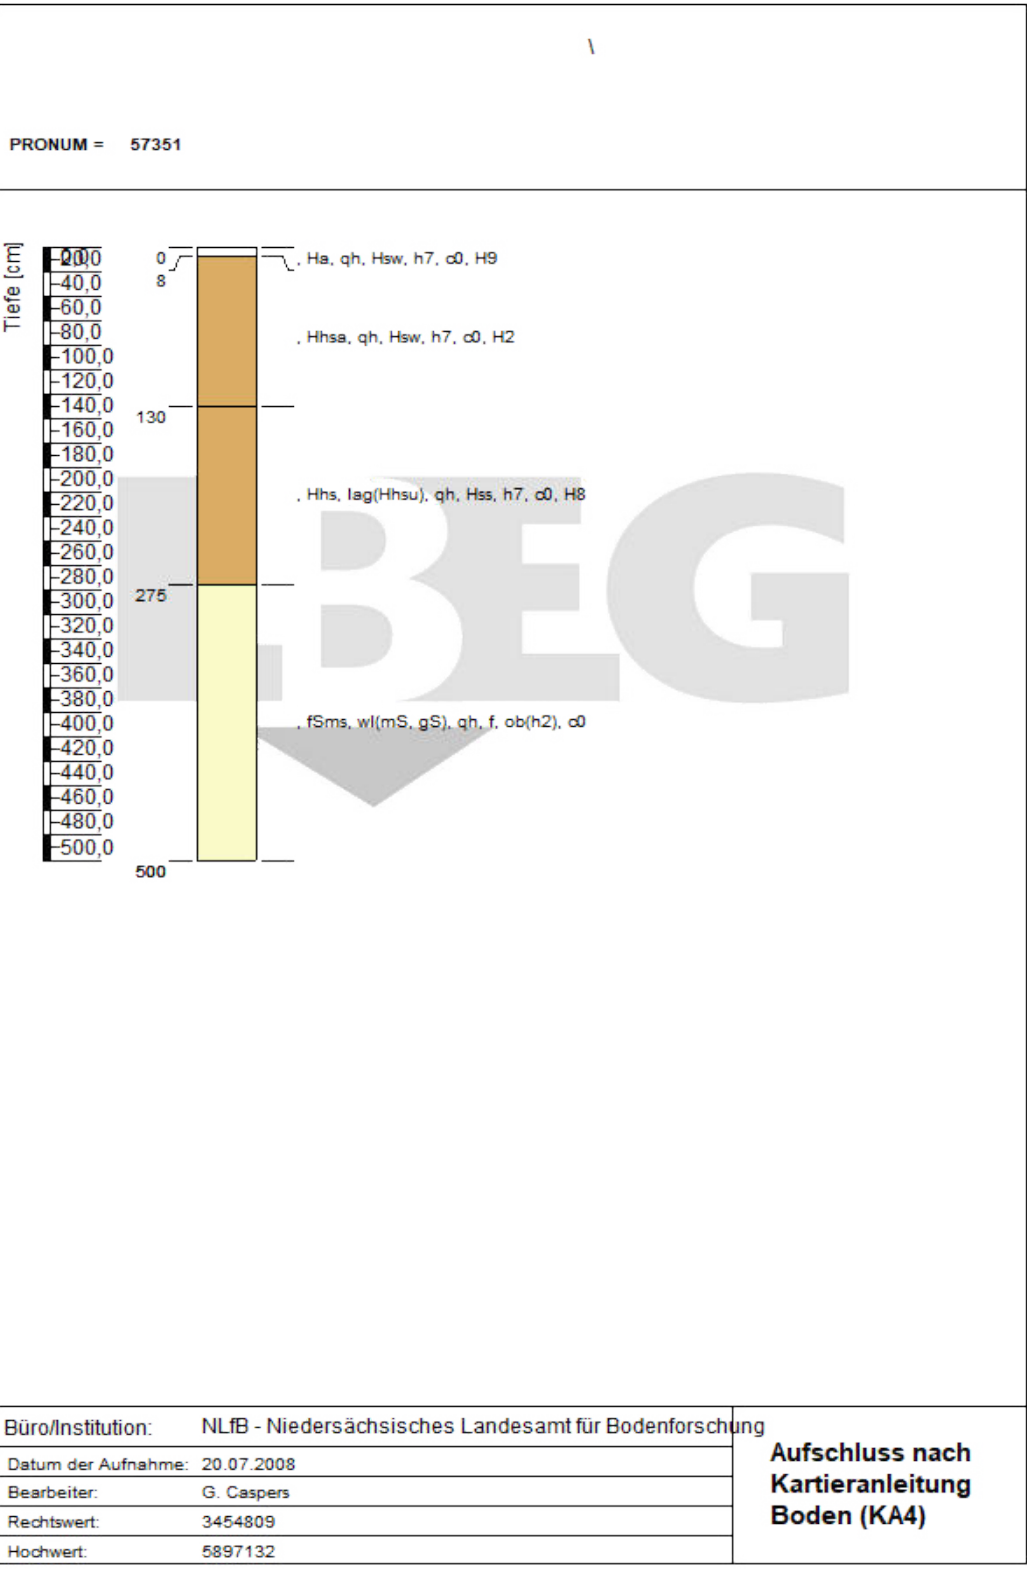 \
PRONUM = 57351
Tiefe [cm]
0,0
-20,0
-40,0
-60,0
-80,0
-100,0
-120,0
-140,0
-160,0
-180,0
-200,0
-220,0
-240,0
-260,0
-280,0
-300,0
-320,0
-340,0
-360,0
-380,0
-400,0
-420,0
-440,0
-460,0
-480,0
-500,0
0
8
130
275
500
, Ha, qh, Hsw, h7, c0, H9
, Hhsa, qh, Hsw, h7, c0, H2
, Hhs, lag(Hhsu), qh, Hss, h7, c0, H8
, fSms, wl(mS, gS), qh, f, ob(h2), c0
LBEG
Büro/Institution: NLfB - Niedersächsisches Landesamt für Bodenforschung
Datum der Aufnahme: 20.07.2008
Bearbeiter: G. Caspers
Rechtswert: 3454809
Hochwert: 5897132
Aufschluss nach
Kartieranleitung
Boden (KA4)